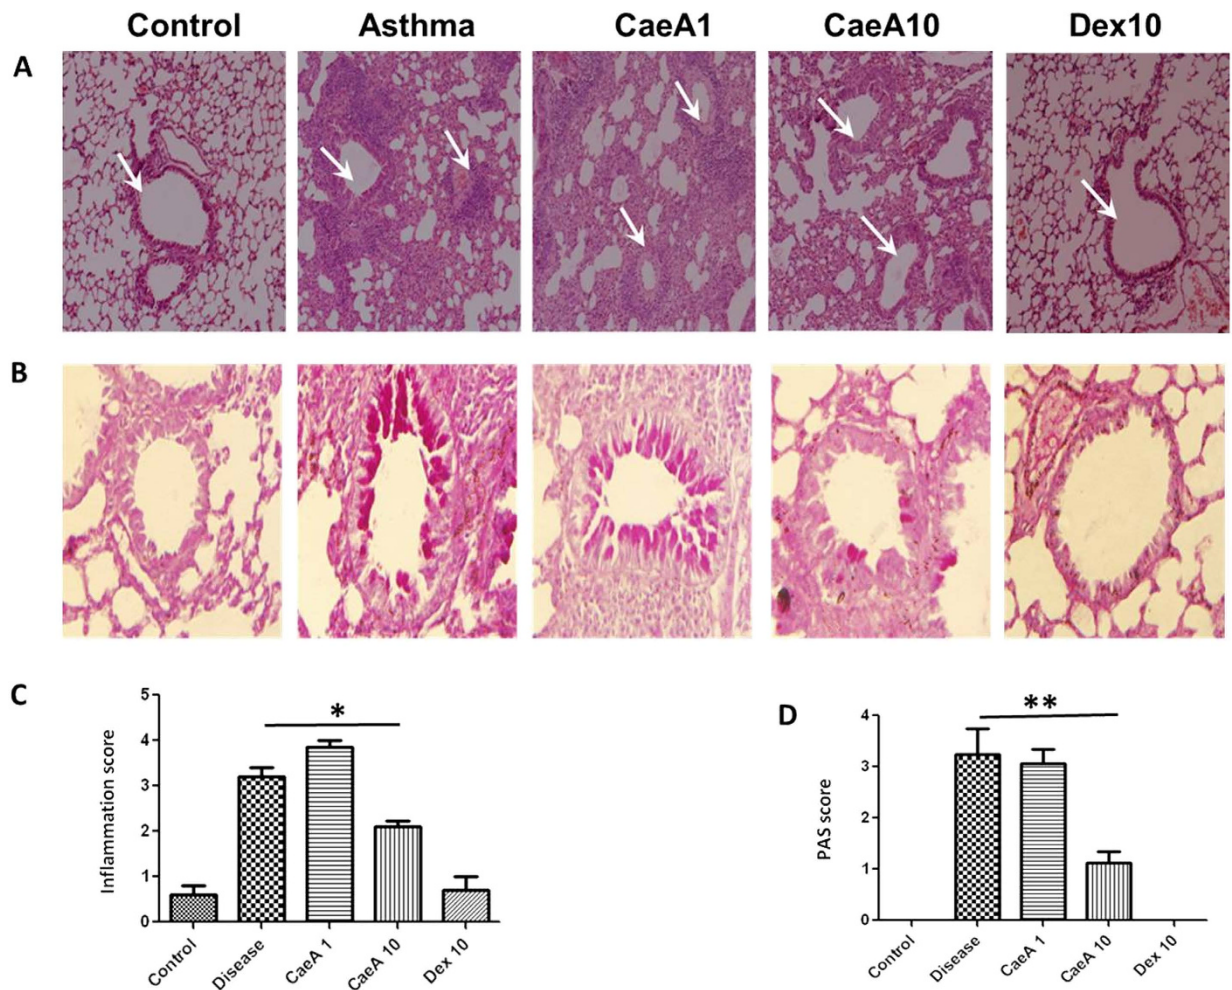 Control Asthma CaeA1 CaeA10 Dex10
A
B
C
D
Inflammation score
5
4
3
2
1
0
*
Control Disease CaeA 1 CaeA 10 Dex 10
PAS score
4
3
2
1
0
**
Control Disease CaeA 1 CaeA 10 Dex 10